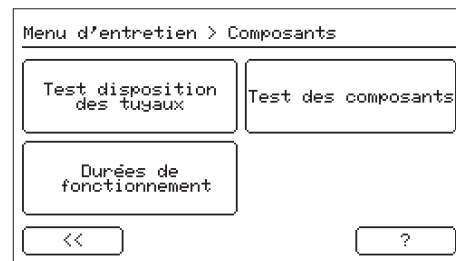 Menu d'entretien > Composants
Test disposition
des tuyaux
Test des composants
Durées de
fonctionnement
<<
?